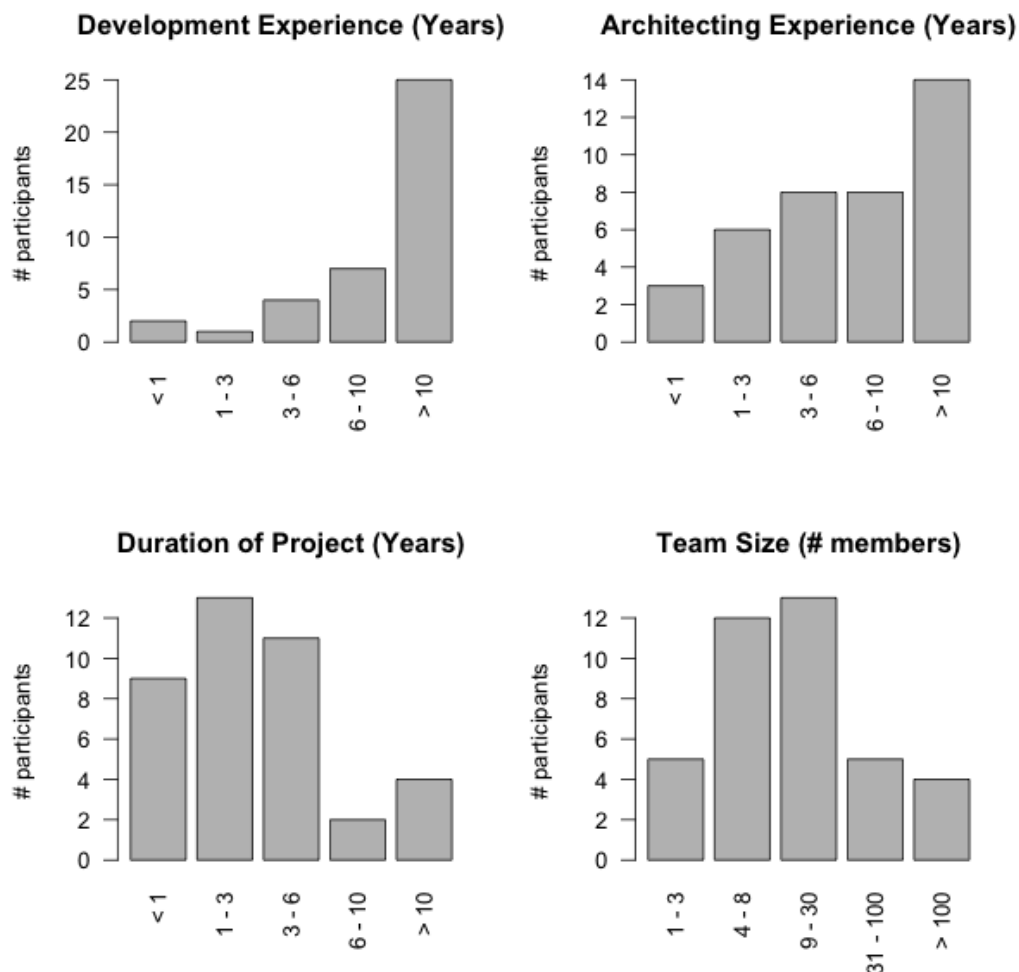 Development Experience (Years)
# participants
25
20
15
10
5
0
< 1
1 - 3
3 - 6
6 - 10
> 10
Architecting Experience (Years)
# participants
14
12
10
8
6
4
2
0
< 1
1 - 3
3 - 6
6 - 10
> 10
Duration of Project (Years)
# participants
12
10
8
6
4
2
0
< 1
1 - 3
3 - 6
6 - 10
> 10
Team Size (# members)
# participants
12
10
8
6
4
2
0
1 - 3
4 - 8
9 - 30
31 - 100
> 100